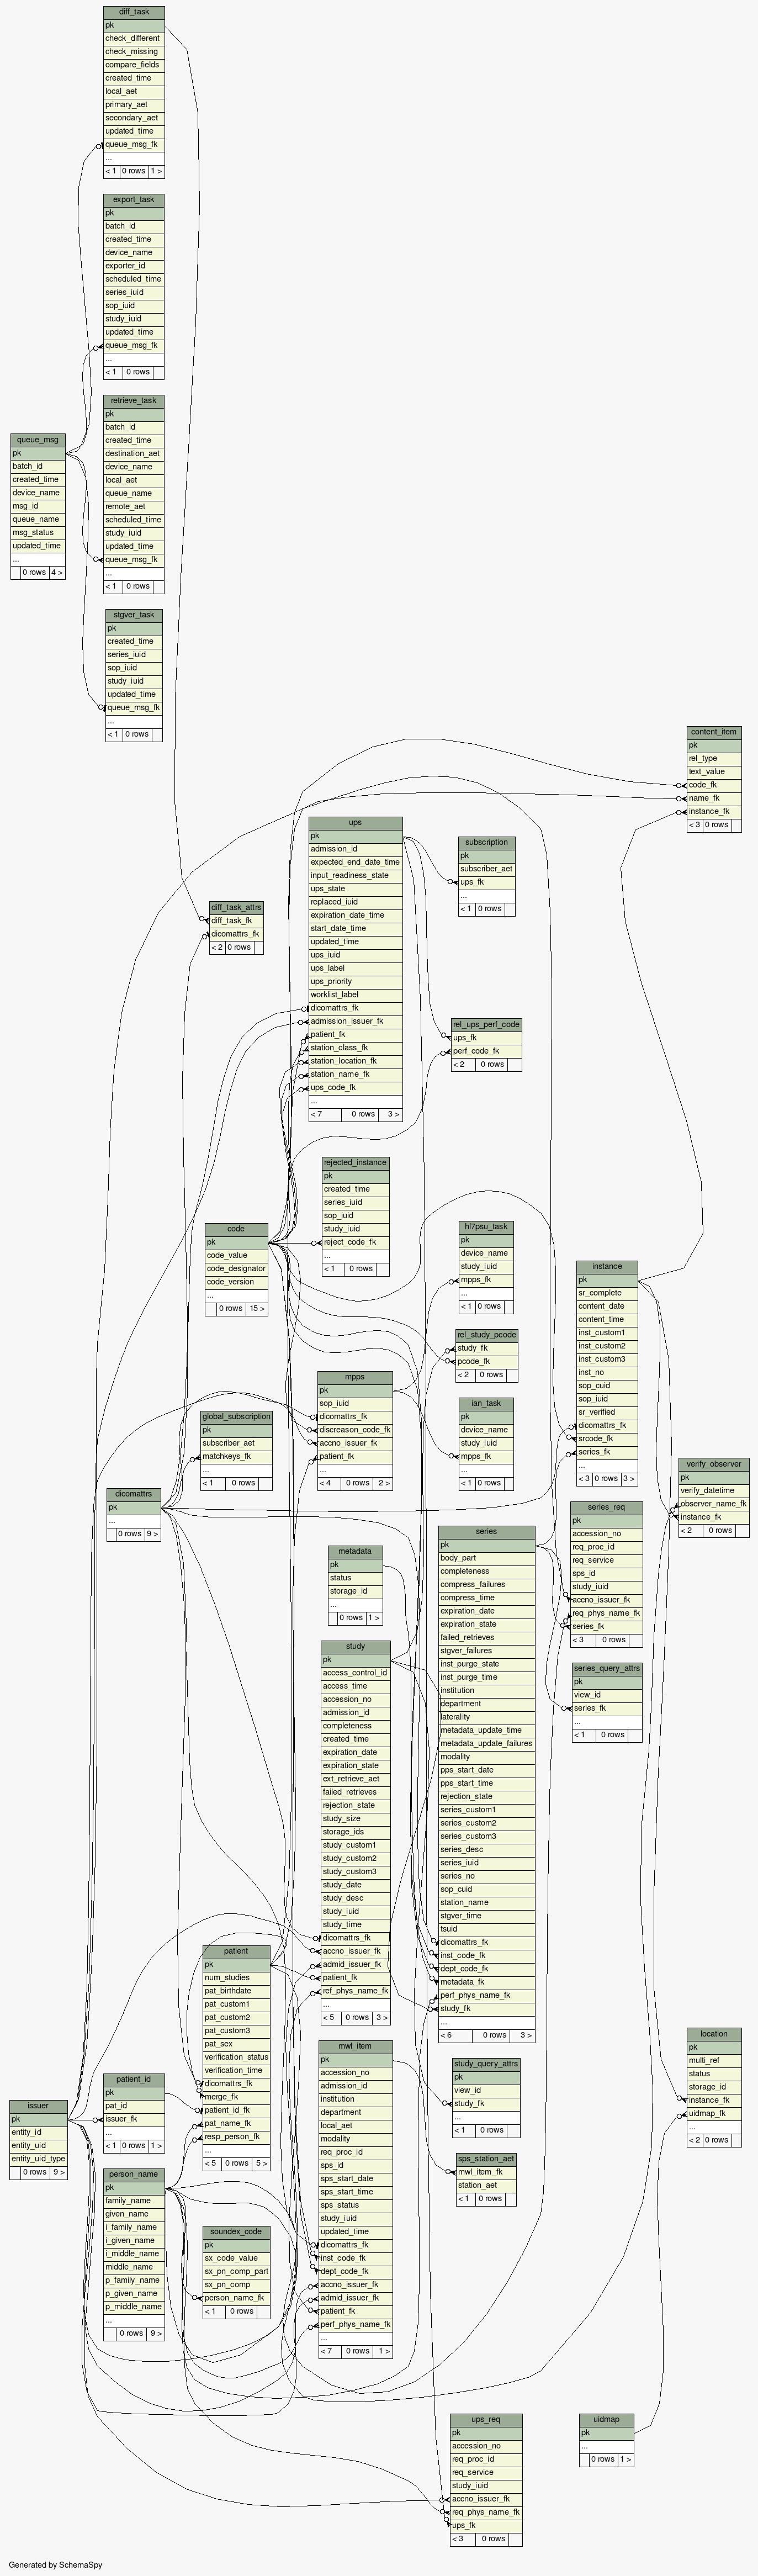 diff_task
pk
check_different
check_missing
compare_fields
created_time
local_aet
primary_aet
secondary_aet
updated_time
queue_msg_fk
...
< 1 0 rows 1 >
export_task
pk
batch_id
created_time
device_name
exporter_id
scheduled_time
series_iuid
sop_iuid
study_iuid
updated_time
queue_msg_fk
...
< 1 0 rows
retrieve_task
pk
batch_id
created_time
destination_aet
device_name
local_aet
queue_name
remote_aet
scheduled_time
study_iuid
updated_time
queue_msg_fk
...
< 1 0 rows
queue_msg
pk
batch_id
created_time
device_name
msg_id
queue_name
msg_status
updated_time
...
0 rows 4 >
stgver_task
pk
created_time
series_iuid
sop_iuid
study_iuid
updated_time
queue_msg_fk
...
< 1 0 rows
content_item
pk
rel_type
text_value
code_fk
name_fk
instance_fk
< 3 0 rows
ups
pk
admission_id
expected_end_date_time
input_readiness_state
ups_state
replaced_iuid
expiration_date_time
start_date_time
updated_time
ups_iuid
ups_label
ups_priority
worklist_label
dicomattrs_fk
admission_issuer_fk
patient_fk
station_class_fk
station_location_fk
station_name_fk
ups_code_fk
...
< 7 0 rows 3 >
subscription
pk
subscriber_aet
ups_fk
...
< 1 0 rows
diff_task_attrs
diff_task_fk
dicomattrs_fk
< 2 0 rows
rel_ups_perf_code
ups_fk
perf_code_fk
< 2 0 rows
rejected_instance
pk
created_time
series_iuid
sop_iuid
study_iuid
reject_code_fk
...
< 1 0 rows
code
pk
code_value
code_designator
code_version
...
0 rows 15 >
hl7psu_task
pk
device_name
study_iuid
mpps_fk
...
< 1 0 rows
instance
pk
sr_complete
content_date
content_time
inst_custom1
inst_custom2
inst_custom3
inst_no
sop_cuid
sop_iuid
sr_verified
dicomattrs_fk
srcode_fk
series_fk
...
< 3 0 rows 3 >
rel_study_pcode
study_fk
pcode_fk
< 2 0 rows
mpps
pk
sop_iuid
dicomattrs_fk
discreason_code_fk
accno_issuer_fk
patient_fk
...
< 4 0 rows 2 >
ian_task
pk
device_name
study_iuid
mpps_fk
...
< 1 0 rows
global_subscription
pk
subscriber_aet
matchkeys_fk
...
< 1 0 rows
verify_observer
pk
verify_datetime
observer_name_fk
instance_fk
< 2 0 rows
dicomattrs
pk
...
0 rows 9 >
series_req
pk
accession_no
req_proc_id
req_service
sps_id
study_iuid
accno_issuer_fk
req_phys_name_fk
series_fk
< 3 0 rows
series
pk
body_part
completeness
compress_failures
compress_time
expiration_date
expiration_state
failed_retrieves
stgver_failures
inst_purge_state
inst_purge_time
institution
department
laterality
metadata_update_time
metadata_update_failures
modality
pps_start_date
pps_start_time
rejection_state
series_custom1
series_custom2
series_custom3
series_desc
series_iuid
series_no
sop_cuid
station_name
stgver_time
tsuid
dicomattrs_fk
inst_code_fk
dept_code_fk
metadata_fk
perf_phys_name_fk
study_fk
...
< 6 0 rows 3 >
metadata
pk
status
storage_id
...
0 rows 1 >
study
pk
access_control_id
access_time
accession_no
admission_id
completeness
created_time
expiration_date
expiration_state
ext_retrieve_aet
failed_retrieves
rejection_state
study_size
storage_ids
study_custom1
study_custom2
study_custom3
study_date
study_desc
study_iuid
study_time
dicomattrs_fk
accno_issuer_fk
admid_issuer_fk
patient_fk
ref_phys_name_fk
...
< 5 0 rows 3 >
series_query_attrs
pk
view_id
series_fk
...
< 1 0 rows
patient
pk
num_studies
pat_birthdate
pat_custom1
pat_custom2
pat_custom3
pat_sex
verification_status
verification_time
dicomattrs_fk
merge_fk
patient_id_fk
pat_name_fk
resp_person_fk
...
< 5 0 rows 5 >
location
pk
multi_ref
status
storage_id
instance_fk
uidmap_fk
...
< 2 0 rows
mwl_item
pk
accession_no
admission_id
institution
department
local_aet
modality
req_proc_id
sps_id
sps_start_date
sps_start_time
sps_status
study_iuid
updated_time
dicomattrs_fk
inst_code_fk
dept_code_fk
accno_issuer_fk
admid_issuer_fk
patient_fk
perf_phys_name_fk
...
< 7 0 rows 1 >
study_query_attrs
pk
view_id
study_fk
...
< 1 0 rows
patient_id
pk
pat_id
issuer_fk
...
< 1 0 rows 1 >
issuer
pk
entity_id
entity_uid
entity_uid_type
0 rows 9 >
sps_station_aet
mwl_item_fk
station_aet
< 1 0 rows
person_name
pk
family_name
given_name
i_family_name
i_given_name
i_middle_name
middle_name
p_family_name
p_given_name
p_middle_name
...
0 rows 9 >
soundex_code
pk
sx_code_value
sx_pn_comp_part
sx_pn_comp
person_name_fk
< 1 0 rows
ups_req
pk
accession_no
req_proc_id
req_service
study_iuid
accno_issuer_fk
req_phys_name_fk
ups_fk
< 3 0 rows
uidmap
pk
...
0 rows 1 >
Generated by SchemaSpy